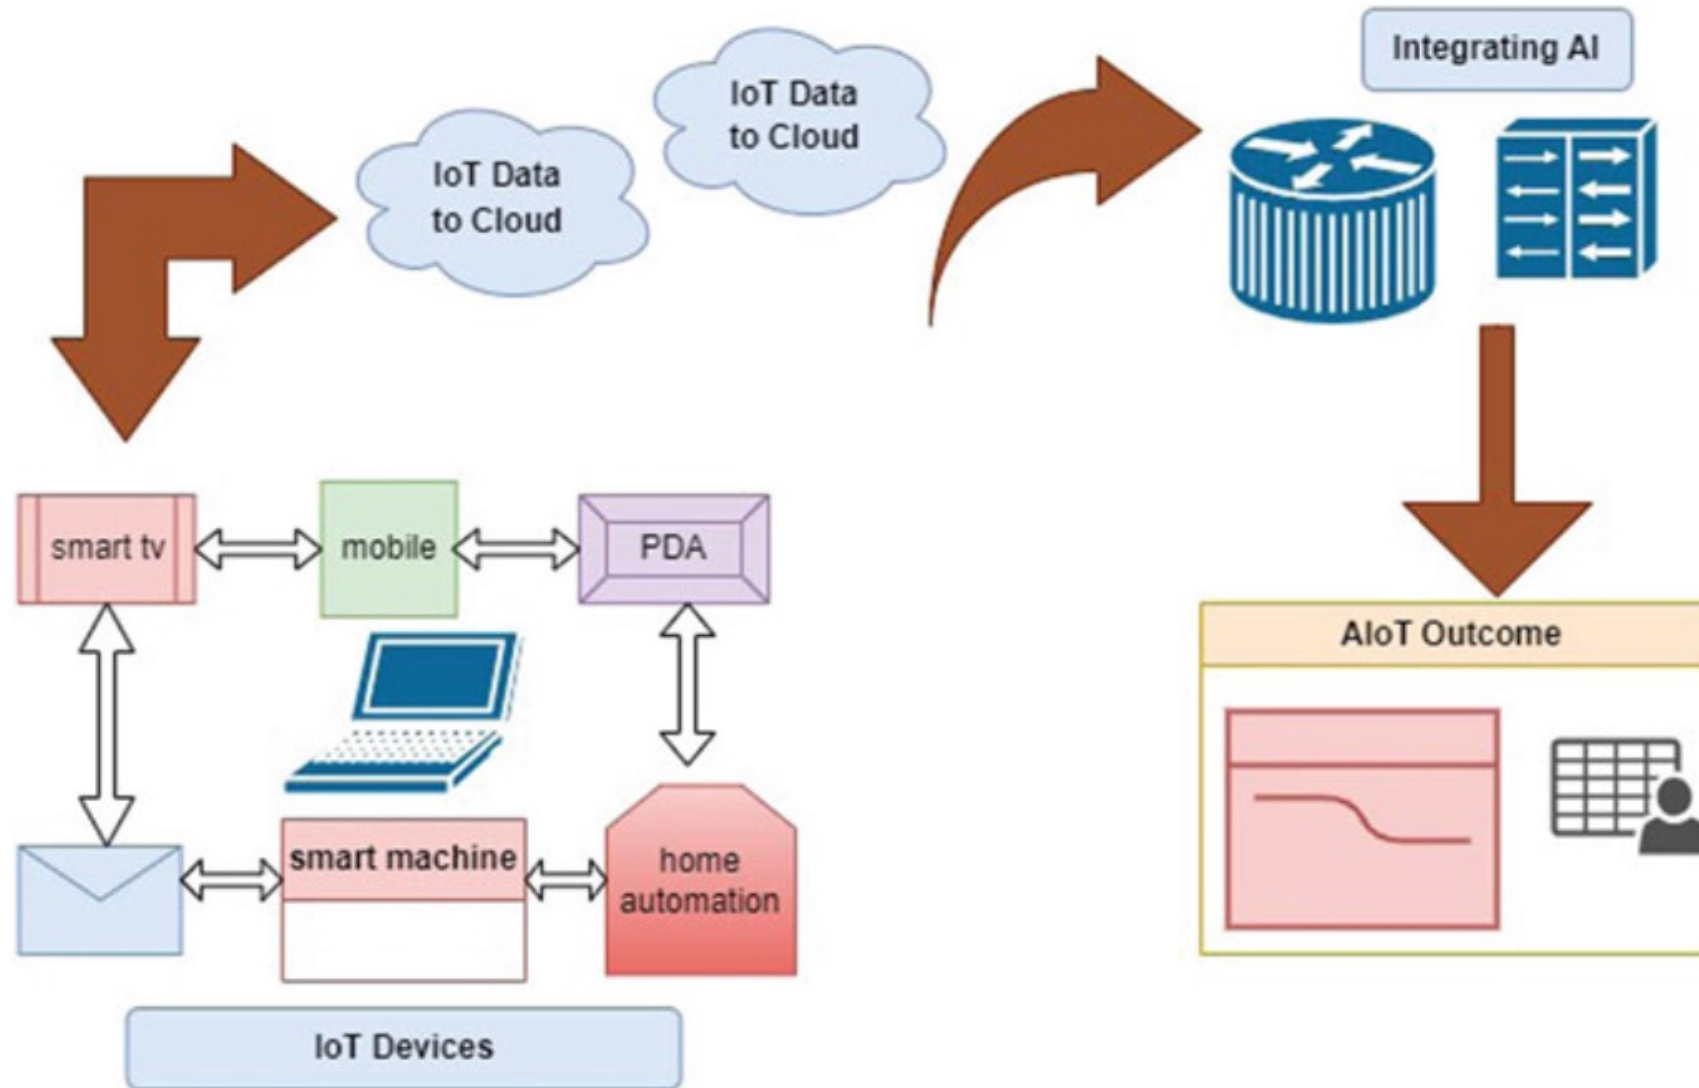 Integrating AI
IoT Data
to Cloud
IoT Data
to Cloud
smart tv
mobile
PDA
smart machine
home
automation
IoT Devices
AIoT Outcome